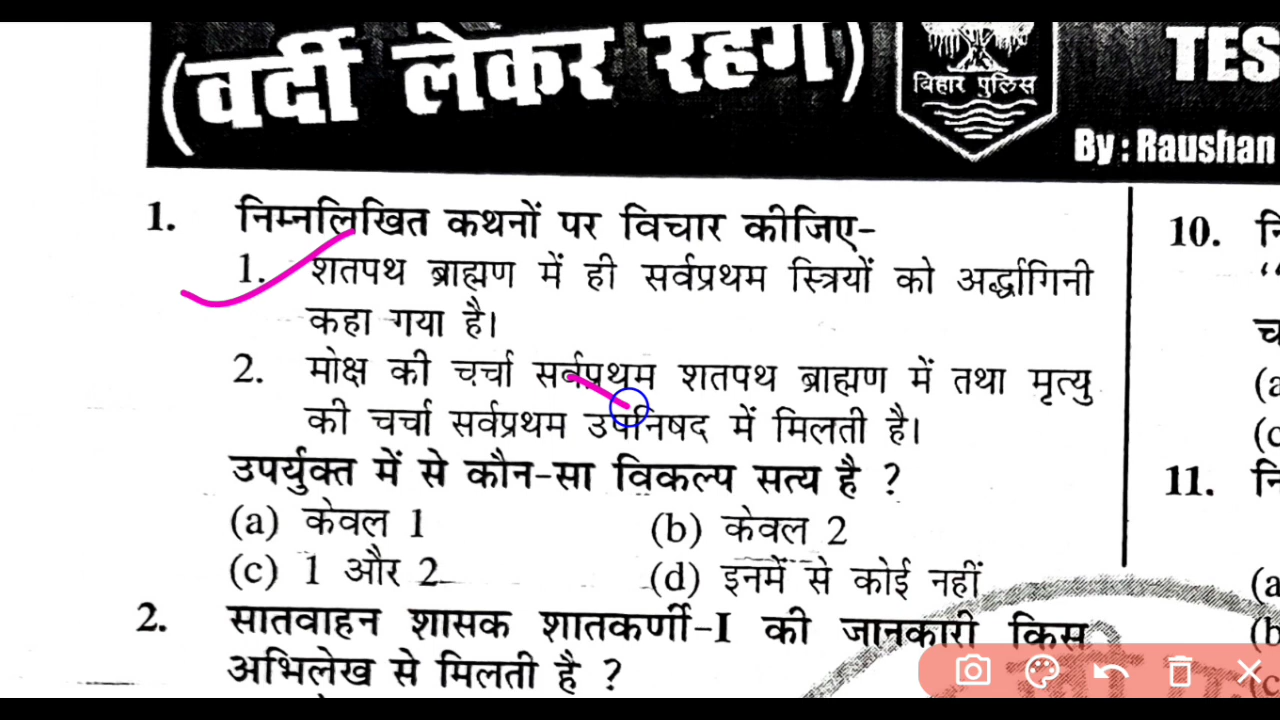 (वर्दी लेकर रहेंगे)
बिहार पुलिस
TES
By : Raushan
1. निम्नलिखित कथनों पर विचार कीजिए-
1. शतपथ ब्राह्मण में ही सर्वप्रथम स्त्रियों को अर्द्धांगिनी
कहा गया है।
2. मोक्ष की चर्चा सर्वप्रथम शतपथ ब्राह्मण में तथा मृत्यु
की चर्चा सर्वप्रथम उपनिषद में मिलती है।
उपर्युक्त में से कौन-सा विकल्प सत्य है ?
(a) केवल 1 (b) केवल 2
(c) 1 और 2 (d) इनमें से कोई नहीं
2. सातवाहन शासक शातकर्णी-I की जानकारी किस
अभिलेख से मिलती है ?
10. नि
“
च
(a
(c
11. नि
(a
(b
(c